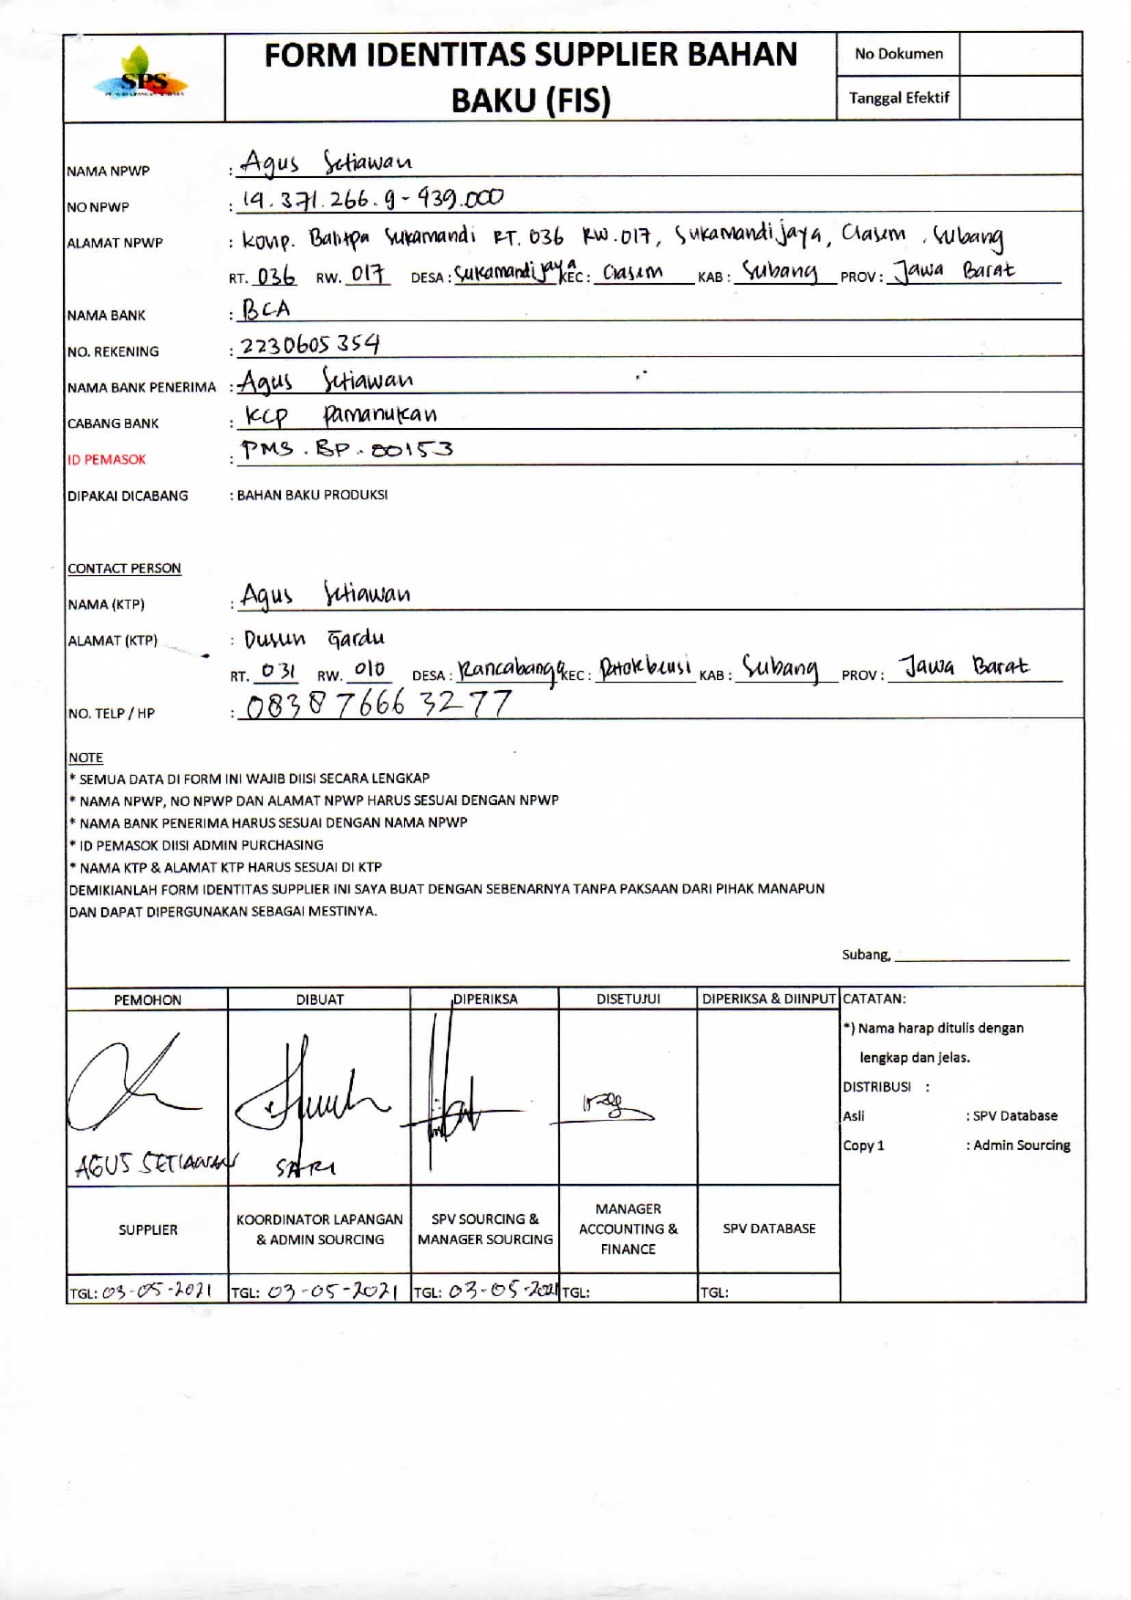 SPS
FORM IDENTITAS SUPPLIER BAHAN
BAKU (FIS)
No Dokumen
Tanggal Efektif
NAMA NPWP : Agus Setiawan
NO NPWP : 14.371.266.9-439.000
ALAMAT NPWP : Komp. Balitpa Sukamandi RT. 036 RW. 017, Sukamandijaya, Ciasem, Subang
RT. 036 RW. 017 DESA : Sukamandijaya KEC : Ciasem KAB : Subang PROV : Jawa Barat
NAMA BANK : BCA
NO. REKENING : 2230605354
NAMA BANK PENERIMA : Agus Setiawan
CABANG BANK : KCP Pamanukan
ID PEMASOK : PMS.BP.00153
DIPAKAI DICABANG : BAHAN BAKU PRODUKSI
CONTACT PERSON
NAMA (KTP) : Agus Setiawan
ALAMAT (KTP) : Dusun Gardu
RT. 031 RW. 010 DESA : Rancabango KEC : Patokbeusi KAB : Subang PROV : Jawa Barat
NO. TELP / HP : 083876663277
NOTE
* SEMUA DATA DI FORM INI WAJIB DIISI SECARA LENGKAP
* NAMA NPWP, NO NPWP DAN ALAMAT NPWP HARUS SESUAI DENGAN NPWP
* NAMA BANK PENERIMA HARUS SESUAI DENGAN NAMA NPWP
* ID PEMASOK DIISI ADMIN PURCHASING
* NAMA KTP & ALAMAT KTP HARUS SESUAI DI KTP
DEMIKIANLAH FORM IDENTITAS SUPPLIER INI SAYA BUAT DENGAN SEBENARNYA TANPA PAKSAAN DARI PIHAK MANAPUN
DAN DAPAT DIPERGUNAKAN SEBAGAI MESTINYA.
Subang,
PEMOHON DIBUAT DIPERIKSA DISETUJUI DIPERIKSA & DIINPUT CATATAN:
*) Nama harap ditulis dengan
lengkap dan jelas.
DISTRIBUSI :
Asli : SPV Database
Copy 1 : Admin Sourcing
AGUS SETIAWAN SARI
SUPPLIER
KOORDINATOR LAPANGAN
& ADMIN SOURCING
SPV SOURCING &
MANAGER SOURCING
MANAGER
ACCOUNTING &
FINANCE
SPV DATABASE
TGL: 03-05-2021 TGL: 03-05-2021 TGL: 03-05-2021 TGL: TGL: